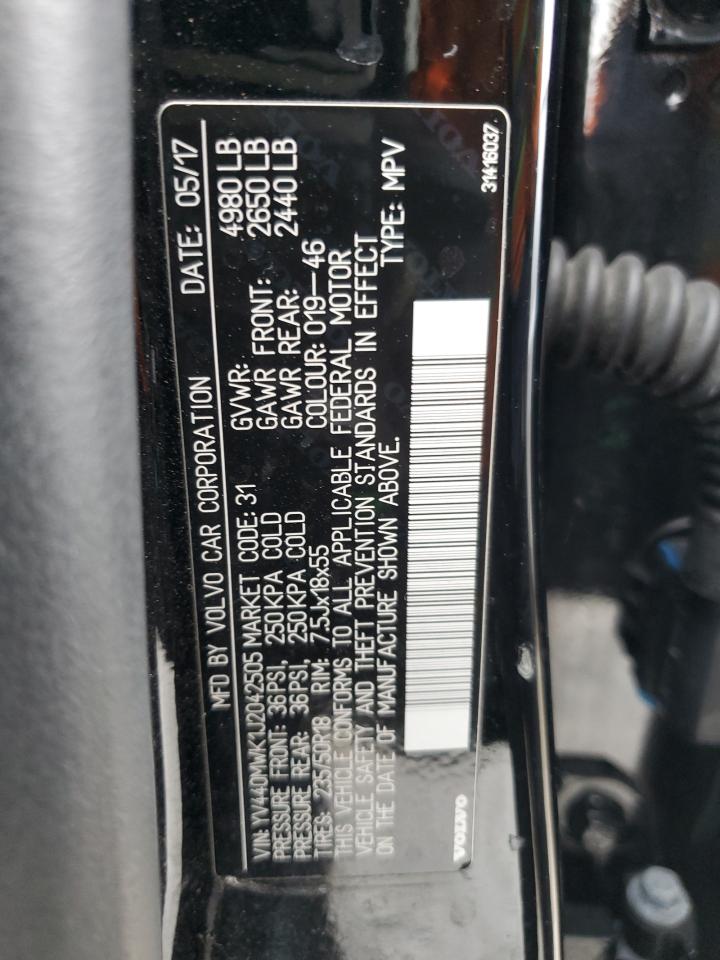 MFD BY VOLVO CAR CORPORATION DATE: 05/17
VIN: YV440MWK1J2042505 MARKET CODE: 31 GVWR: 4980 LB
PRESSURE FRONT: 36PSI, 250KPA COLD GAWR FRONT: 2650 LB
PRESSURE REAR: 36PSI, 250KPA COLD GAWR REAR: 2440 LB
TIRES: 235/50R18 RIM: 7.5Jx18x55 COLOUR: 019-46
THIS VEHICLE CONFORMS TO ALL APPLICABLE FEDERAL MOTOR
VEHICLE SAFETY AND THEFT PREVENTION STANDARDS IN EFFECT
ON THE DATE OF MANUFACTURE SHOWN ABOVE. TYPE: MPV
VOLVO 31416037